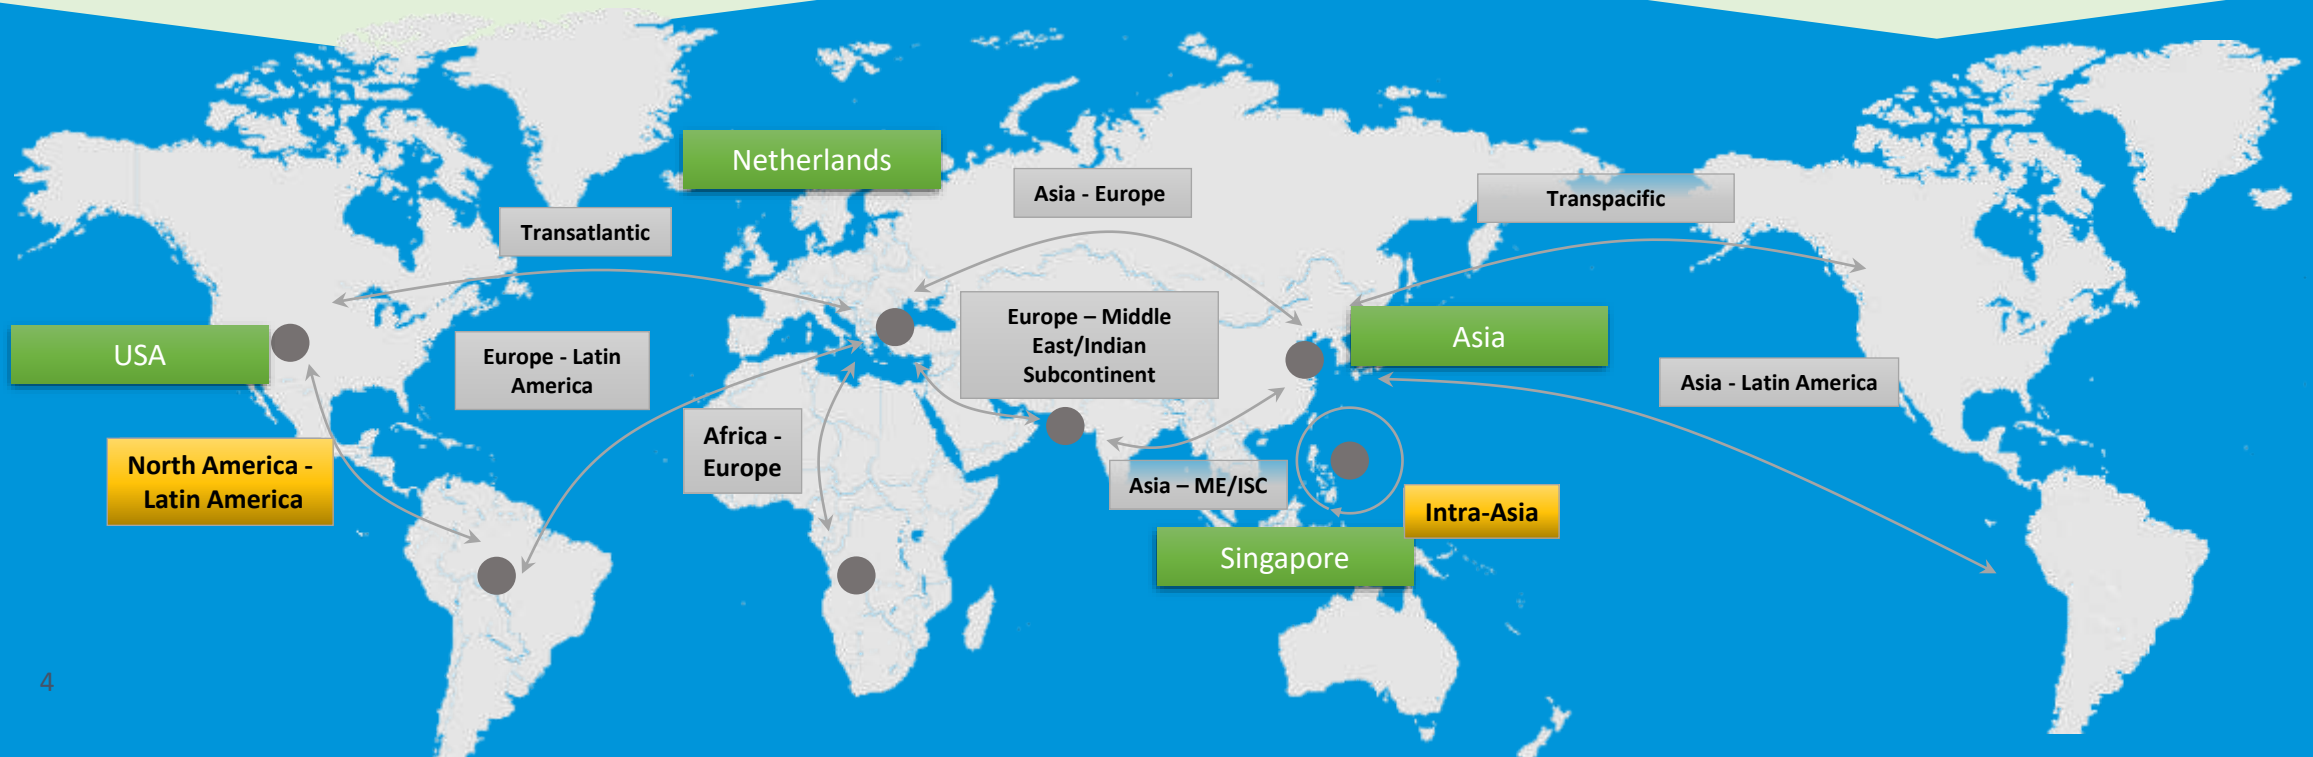 Netherlands
Asia - Europe
Transpacific
Transatlantic
Europe – Middle
East/Indian
Subcontinent
Asia
USA
Europe - Latin
America
Asia - Latin America
Africa -
Europe
North America -
Latin America
Asia – ME/ISC
Intra-Asia
Singapore
4